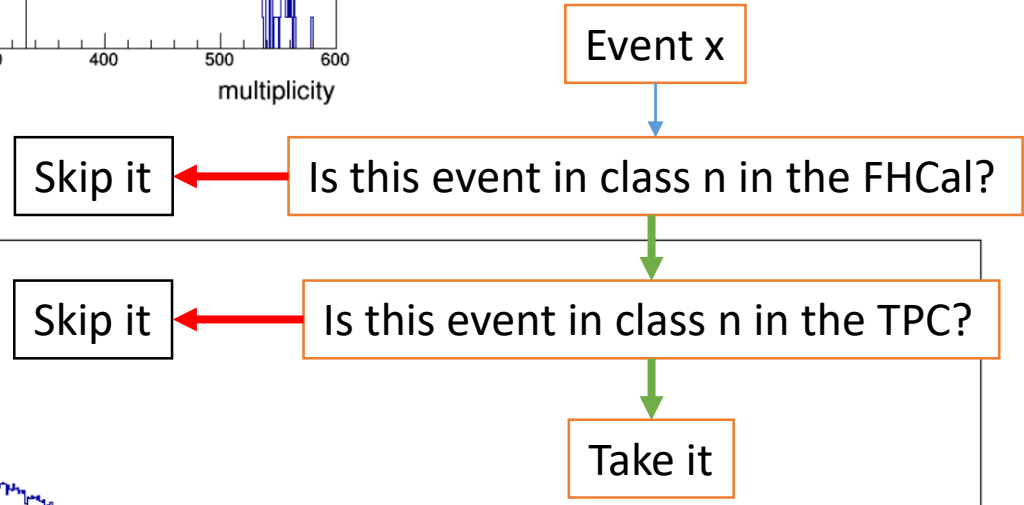 400 500 600
multiplicity
Event x
Skip it
Is this event in class n in the FHCal?
Skip it
Is this event in class n in the TPC?
Take it